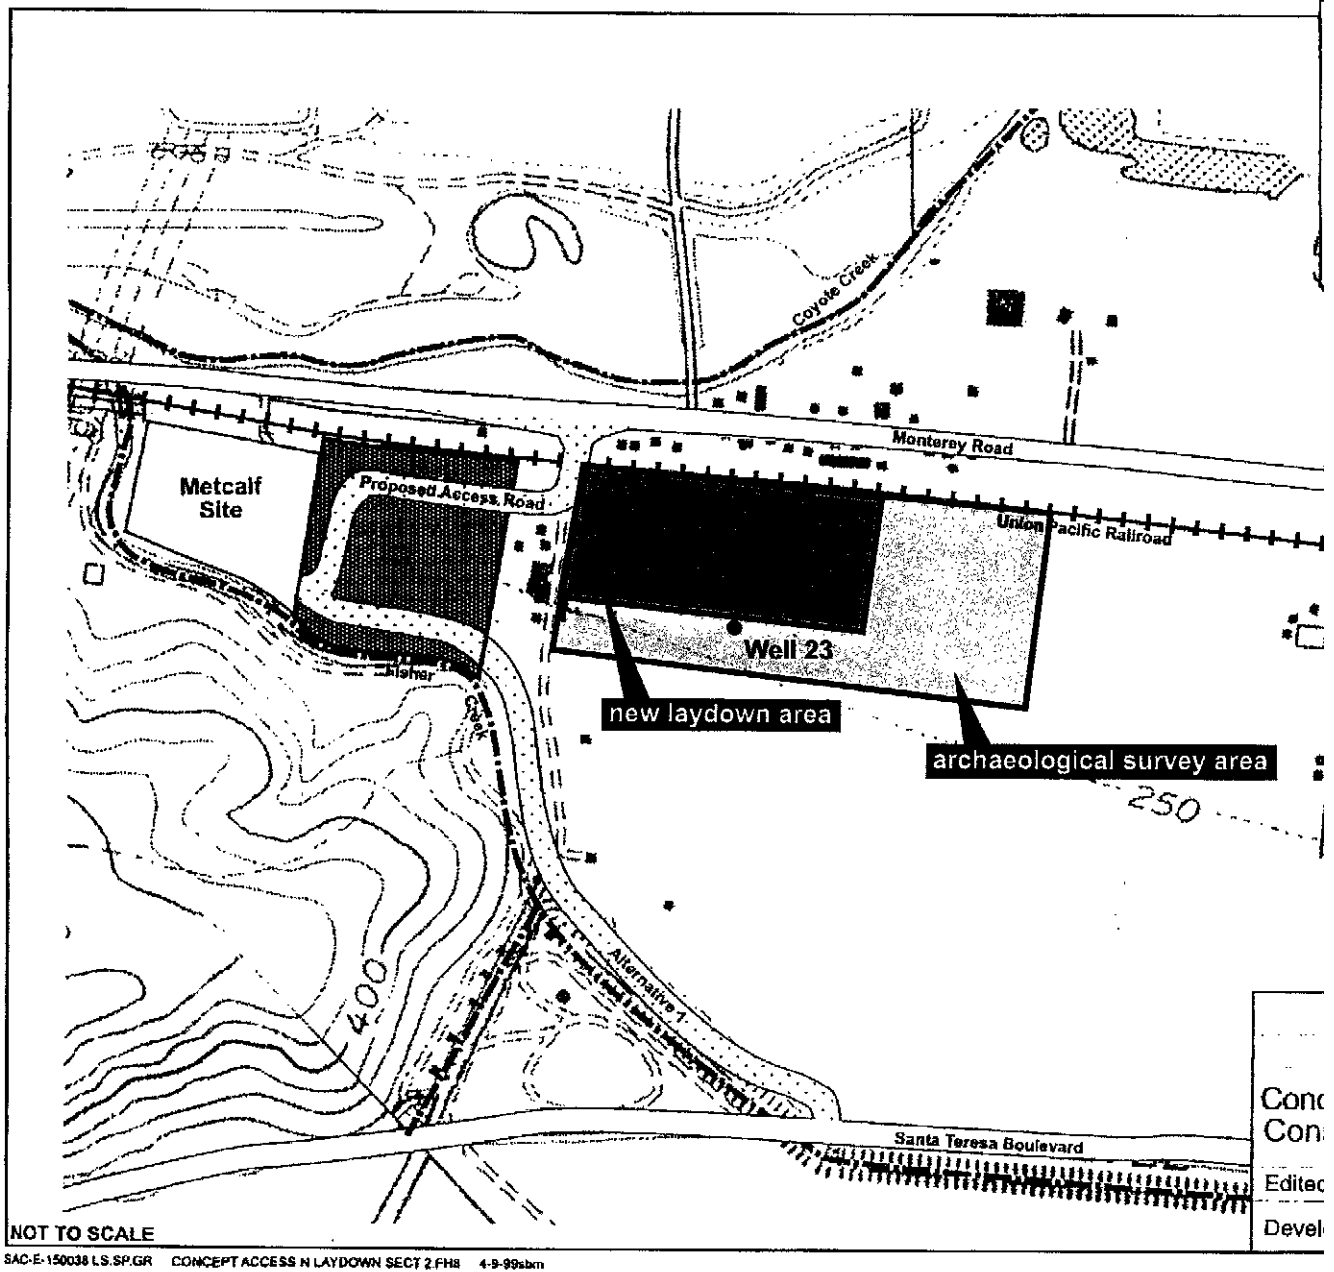 Coyote Creek
Monterey Road
Metcalf
Site
Proposed Access Road
Union Pacific Railroad
Well 23
Fisher
Creek
new laydown area
archaeological survey area
250
400
Alternative 1
Santa Teresa Boulevard
Edited
NOT TO SCALE
SAC-E-150038 LS.SP.GR CONCEPT ACCESS N LAYDOWN SECT 2.FH8 4-9-99sbm